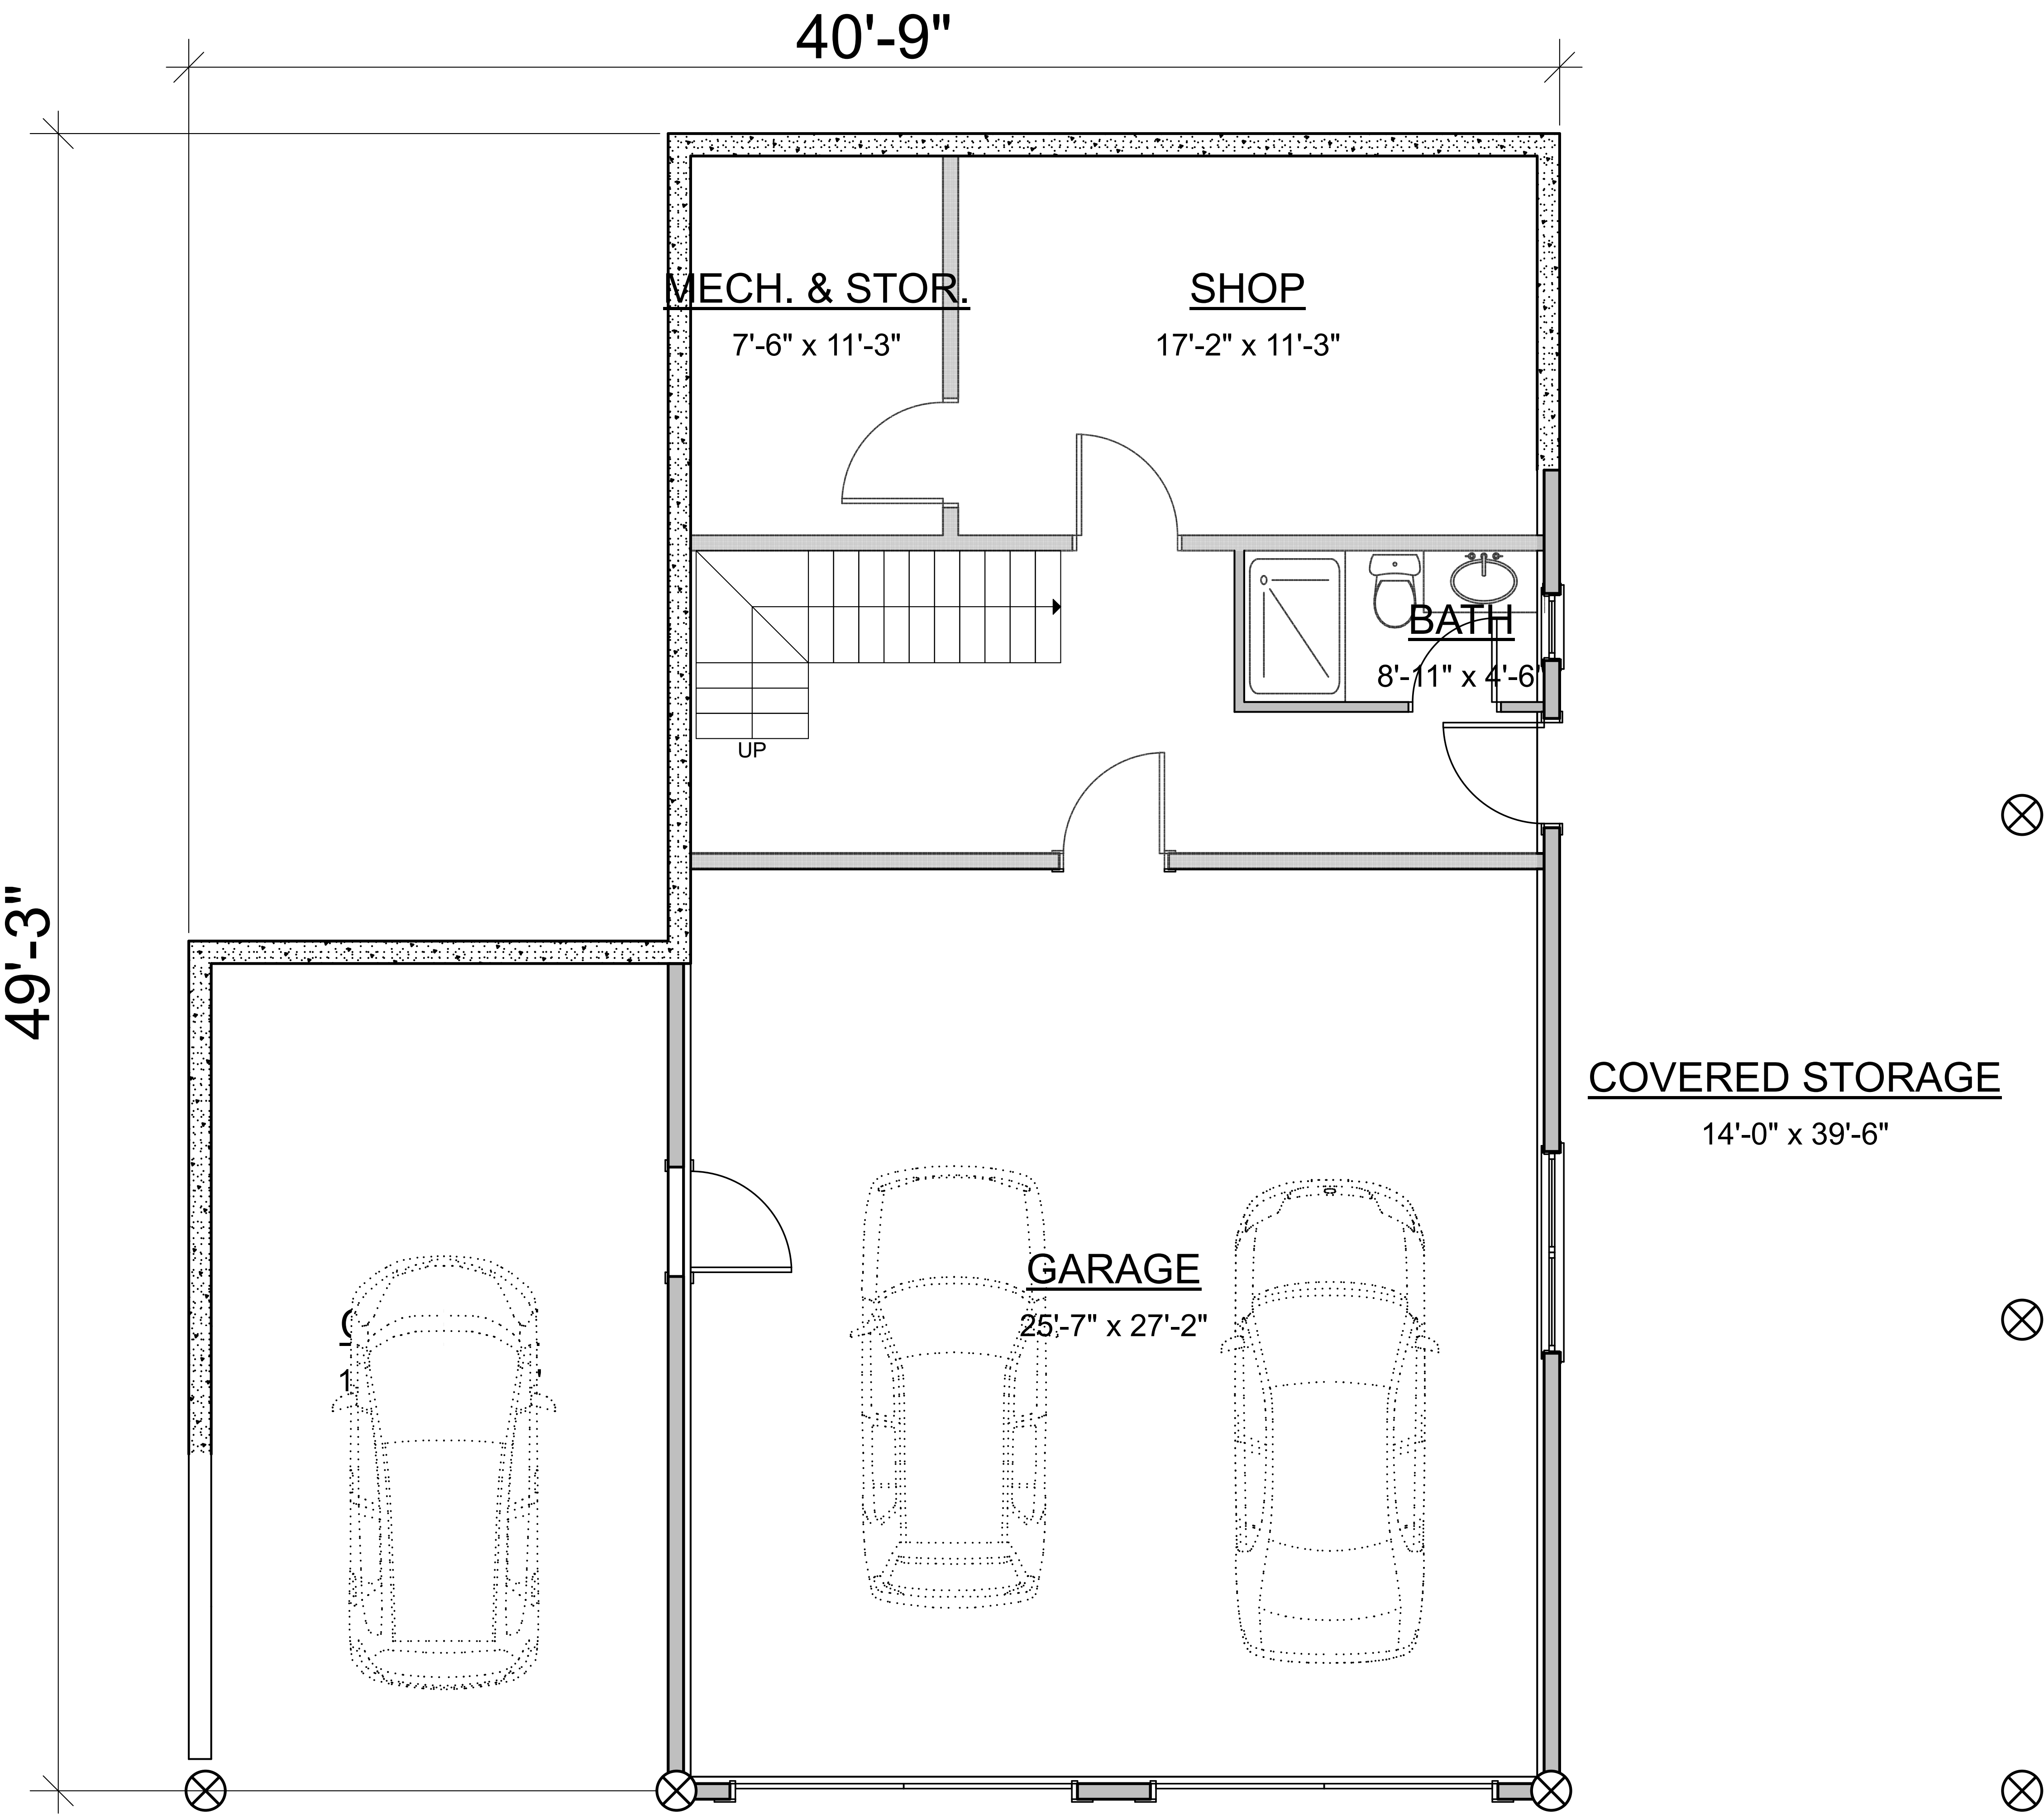 40'-9"
49'-3"
MECH. & STOR.
7'-6" x 11'-3"
SHOP
17'-2" x 11'-3"
BATH
8'-11" x 4'-6"
UP
COVERED STORAGE
14'-0" x 39'-6"
GARAGE
25'-7" x 27'-2"